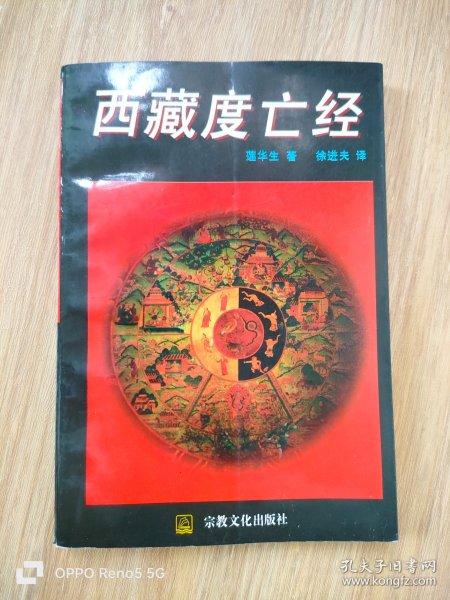 西藏度亡经
莲华生 著 徐进夫 译
宗教文化出版社
OPPO Reno5 5G
孔夫子旧书网
www.kongfz.com